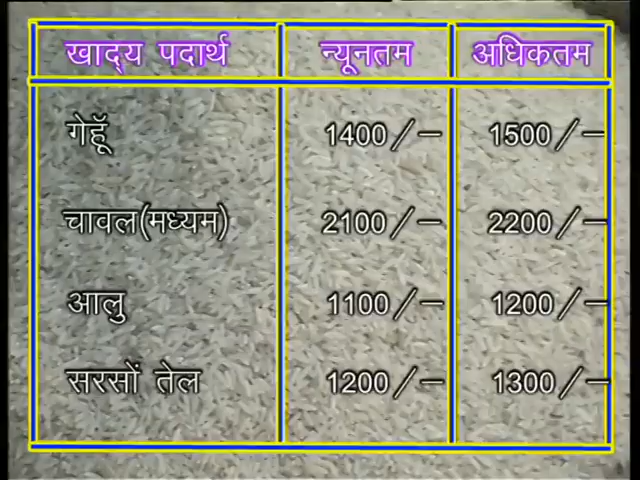 खाद्य पदार्थ न्यूनतम अधिकतम
गेहॅू 1400/- 1500/-
चावल(मध्यम) 2100/- 2200/-
आलु 1100/- 1200/-
सरसों तेल 1200/- 1300/-